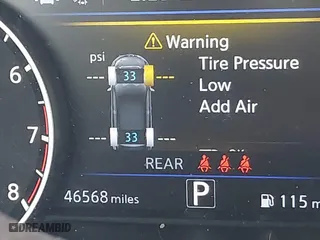 psi
Warning
33
Tire Pressure
Low
Add Air
33
REAR
46568 miles
P
115 m
6
7
8
DREAMBID